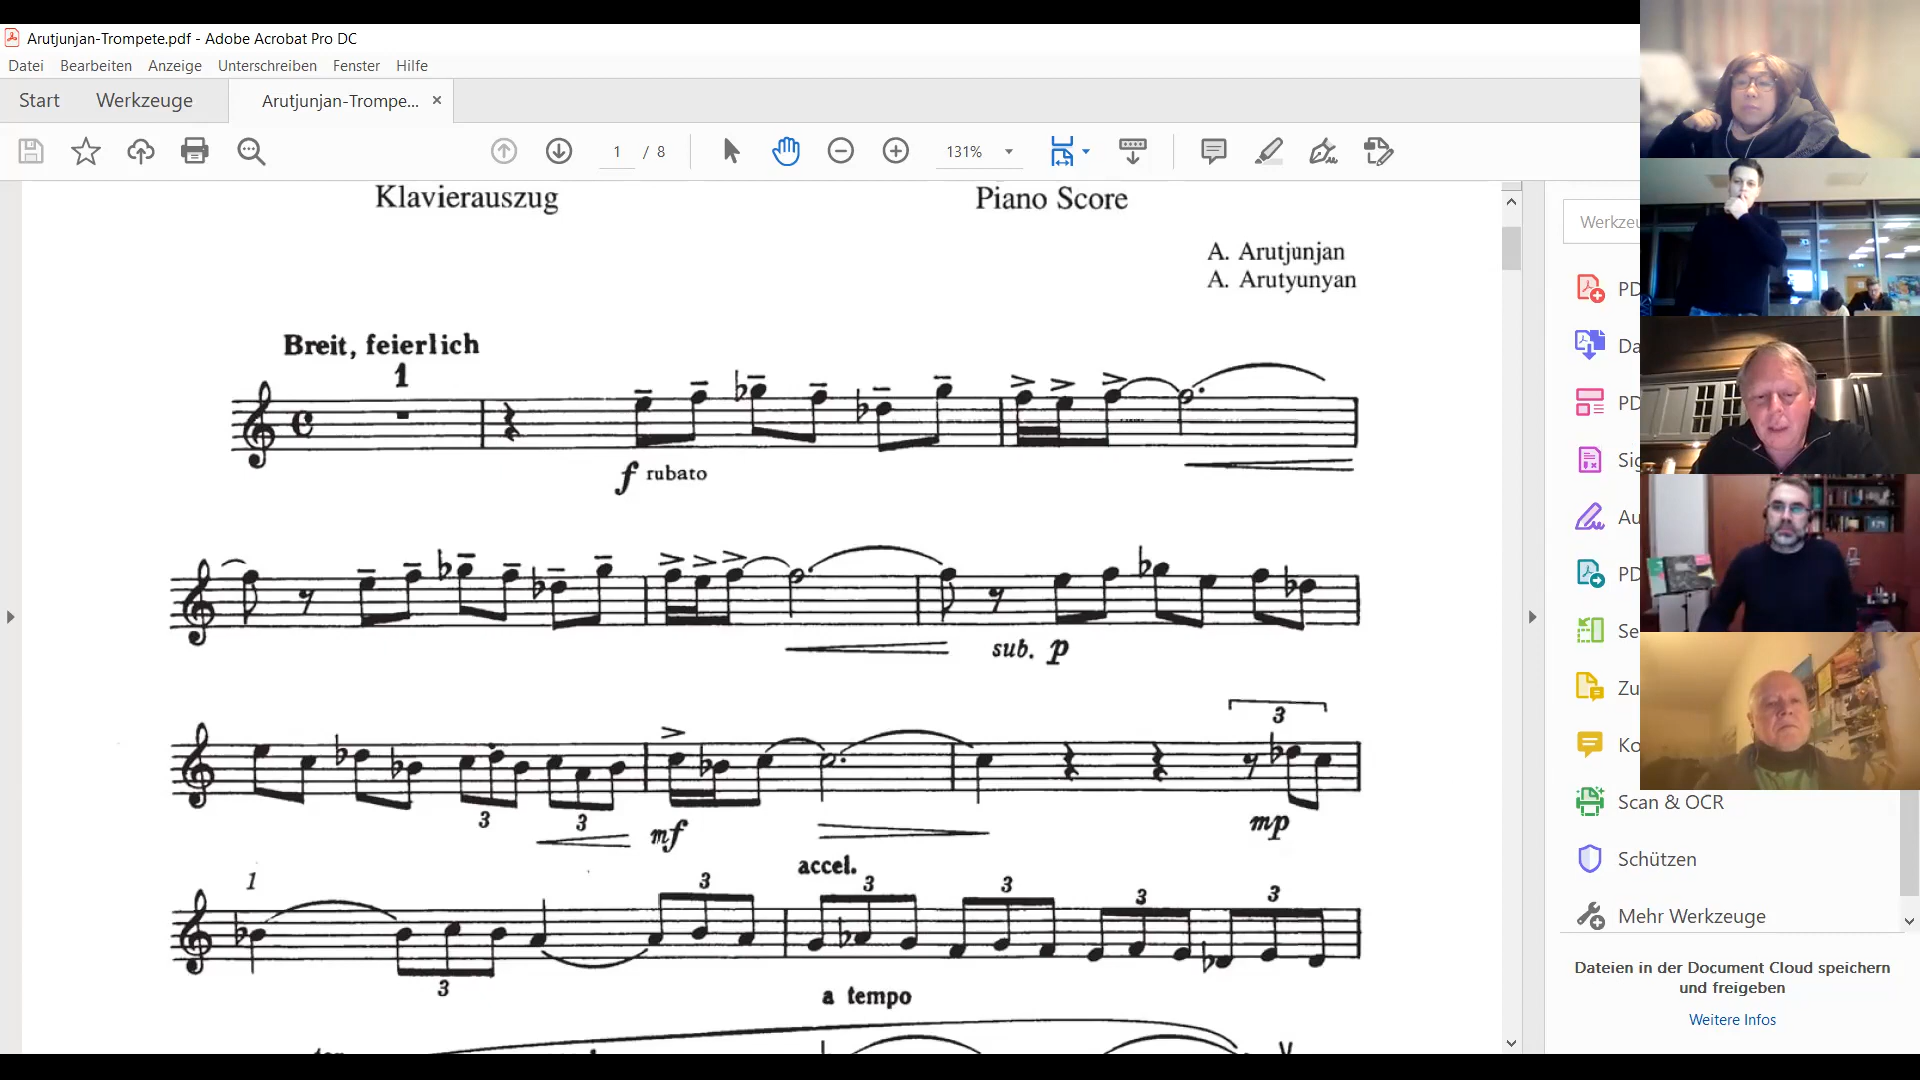 Arutjunjan-Trompete.pdf - Adobe Acrobat Pro DC
Datei Bearbeiten Anzeige Unterschreiben Fenster Hilfe
Start Werkzeuge Arutjunjan-Trompe... ×
1 / 8 131%
Klavierauszug Piano Score
A. Arutjunjan
A. Arutyunyan
Breit, feierlich
1
f rubato
sub. p
3
3 3 mf mp
accel.
1 3 3 3 3 3
3
a tempo
Werkzeu
PD
Da
PD
Sig
Au
PD
Se
Zu
Ko
Scan & OCR
Schützen
Mehr Werkzeuge
Dateien in der Document Cloud speichern
und freigeben
Weitere Infos